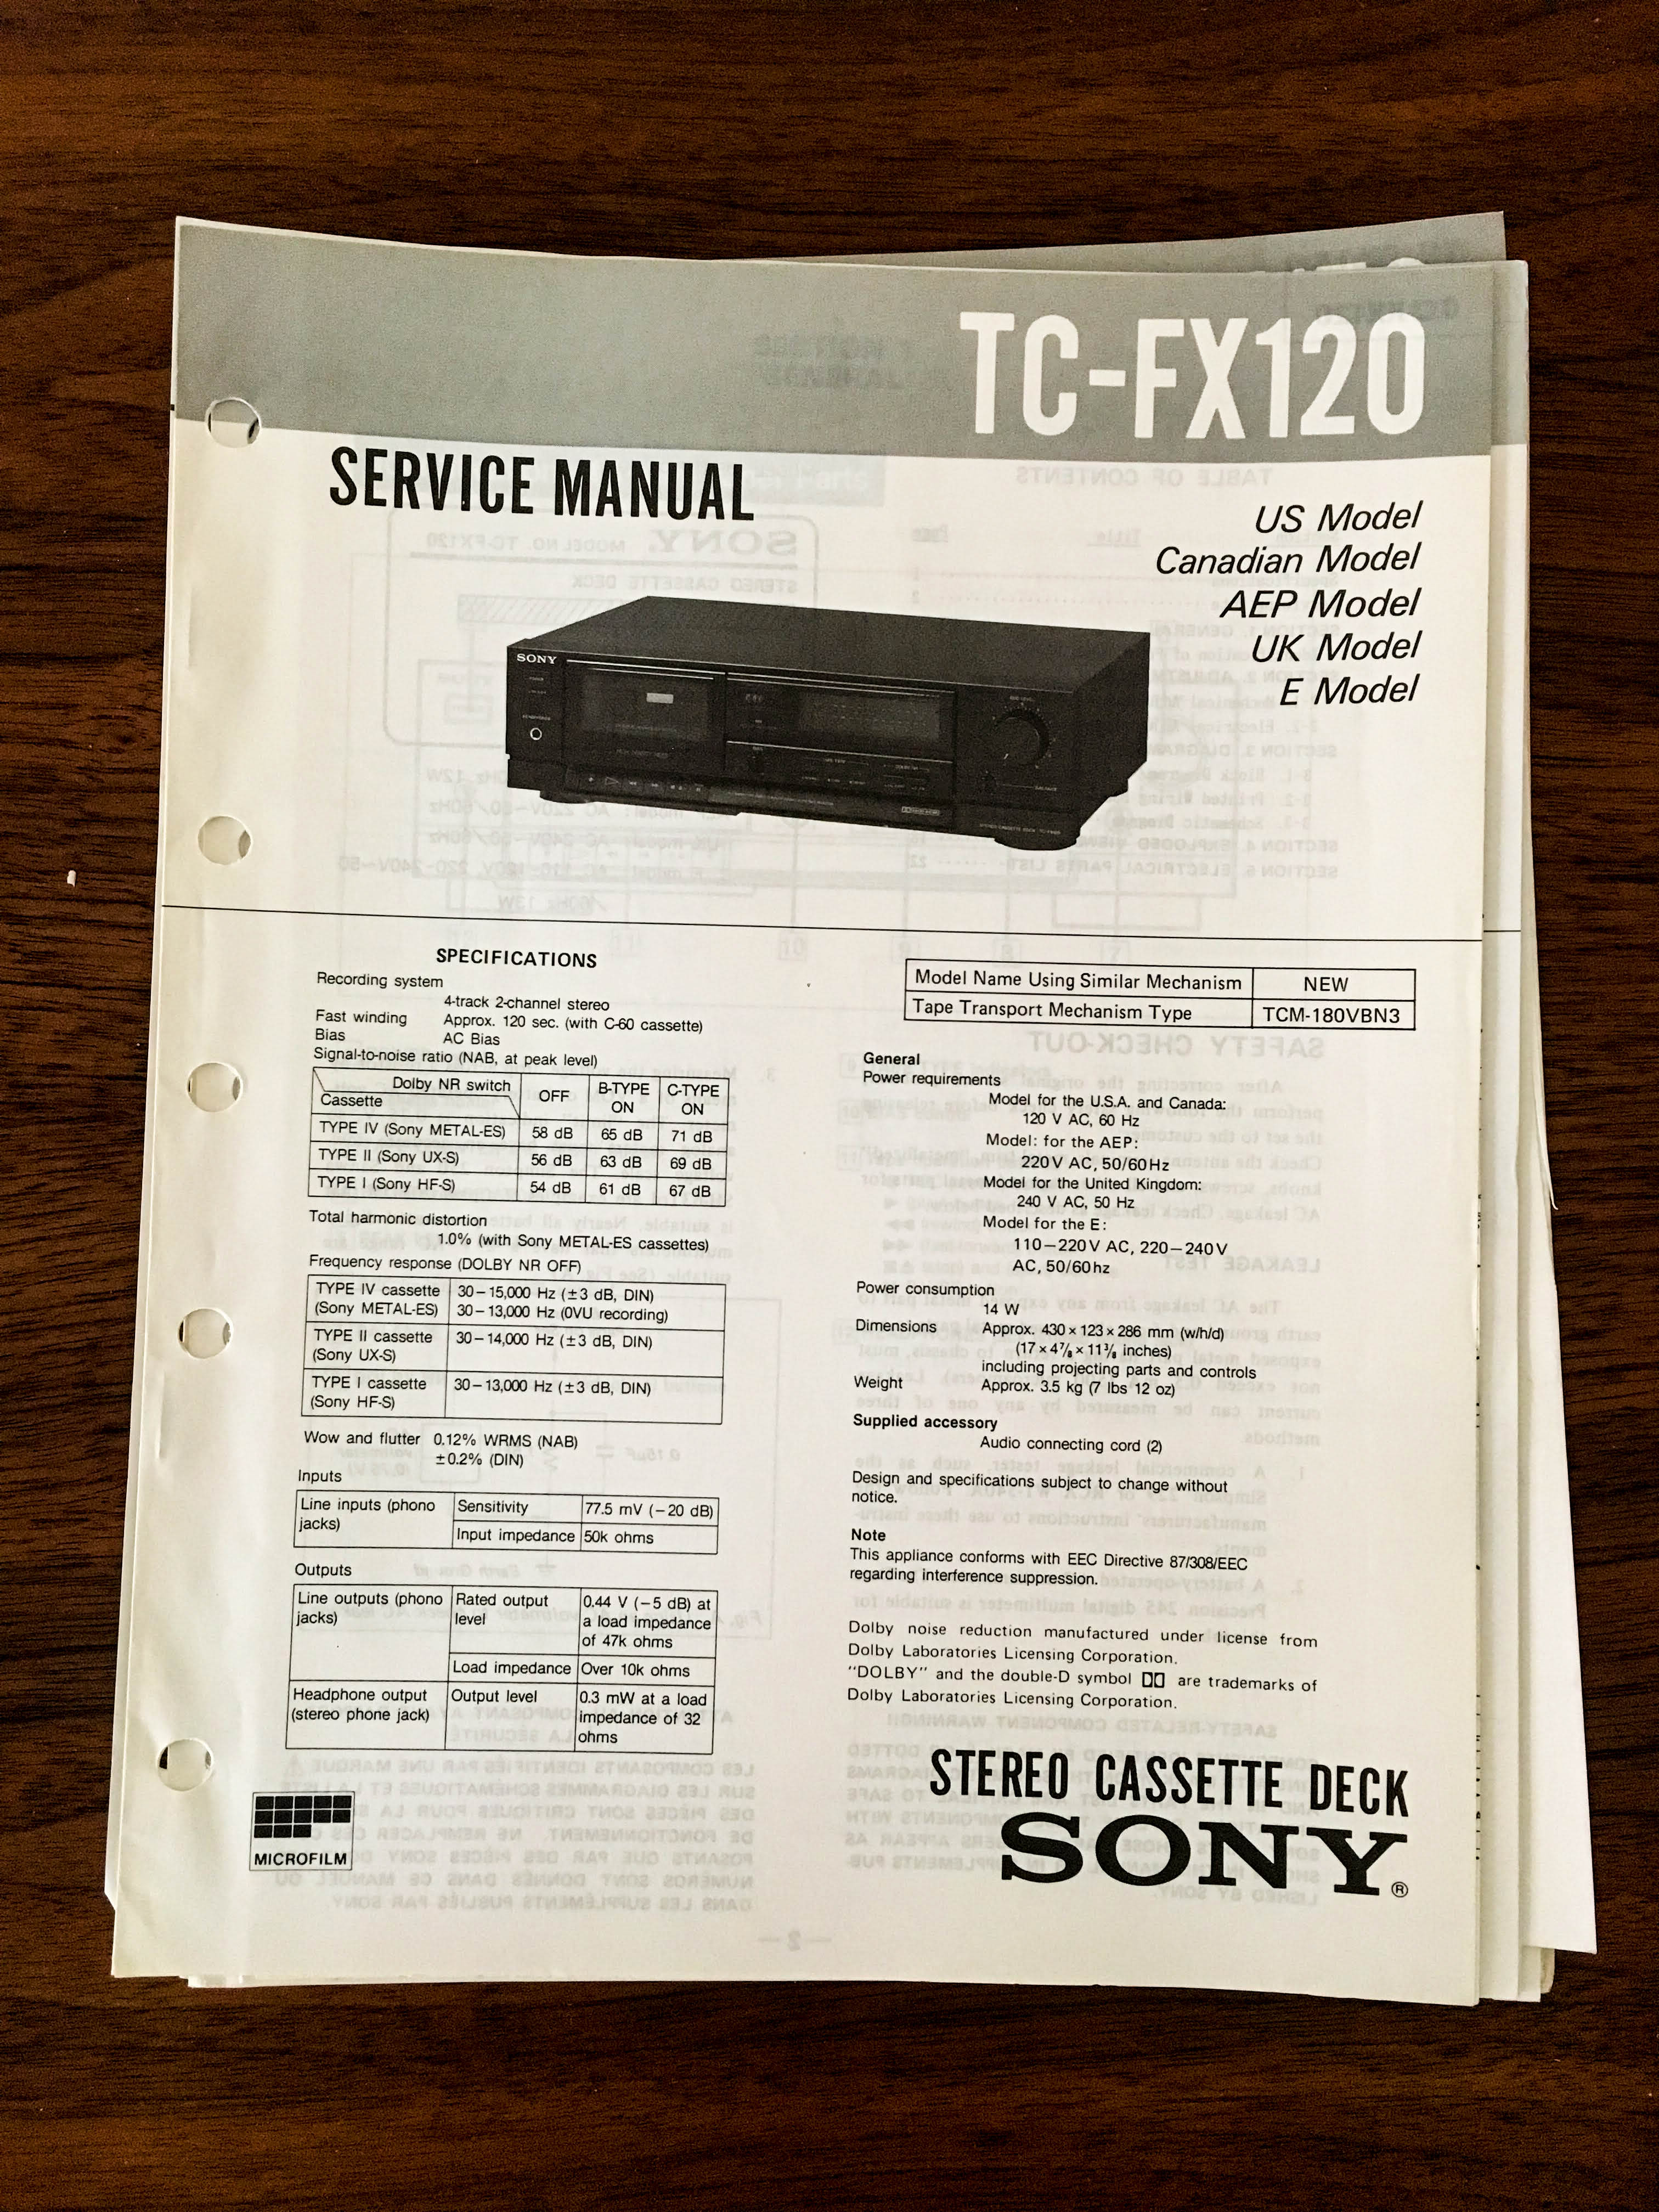 TC-FX120
SERVICE MANUAL
US Model
Canadian Model
AEP Model
UK Model
E Model
SONY
SPECIFICATIONS
Recording system
4-track 2-channel stereo
Fast winding Approx. 120 sec. (with C-60 cassette)
Bias AC Bias
Signal-to-noise ratio (NAB, at peak level)
Dolby NR switch OFF B-TYPE ON C-TYPE ON
Cassette
TYPE IV (Sony METAL-ES) 58 dB 65 dB 71 dB
TYPE II (Sony UX-S) 56 dB 63 dB 69 dB
TYPE I (Sony HF-S) 54 dB 61 dB 67 dB
Total harmonic distortion
1.0% (with Sony METAL-ES cassettes)
Frequency response (DOLBY NR OFF)
TYPE IV cassette 30–15,000 Hz (±3 dB, DIN)
(Sony METAL-ES) 30–13,000 Hz (0VU recording)
TYPE II cassette 30–14,000 Hz (±3 dB, DIN)
(Sony UX-S)
TYPE I cassette 30–13,000 Hz (±3 dB, DIN)
(Sony HF-S)
Wow and flutter 0.12% WRMS (NAB)
±0.2% (DIN)
Inputs
Line inputs (phono jacks) Sensitivity 77.5 mV (−20 dB)
Input impedance 50k ohms
Outputs
Line outputs (phono jacks) Rated output level 0.44 V (−5 dB) at
a load impedance
of 47k ohms
Load impedance Over 10k ohms
Headphone output Output level 0.3 mW at a load
(stereo phone jack) impedance of 32
ohms
MICROFILM
Model Name Using Similar Mechanism NEW
Tape Transport Mechanism Type TCM-180VBN3
General
Power requirements
Model for the U.S.A. and Canada:
120 V AC, 60 Hz
Model: for the AEP:
220V AC, 50/60Hz
Model for the United Kingdom:
240 V AC, 50 Hz
Model for the E:
110–220V AC, 220–240V
AC, 50/60hz
Power consumption
14 W
Dimensions Approx. 430 × 123 × 286 mm (w/h/d)
(17 × 4⅞ × 11⅜ inches)
including projecting parts and controls
Weight Approx. 3.5 kg (7 lbs 12 oz)
Supplied accessory
Audio connecting cord (2)
Design and specifications subject to change without
notice.
Note
This appliance conforms with EEC Directive 87/308/EEC
regarding interference suppression.
Dolby noise reduction manufactured under license from
Dolby Laboratories Licensing Corporation.
"DOLBY" and the double-D symbol are trademarks of
Dolby Laboratories Licensing Corporation.
STEREO CASSETTE DECK
SONY®